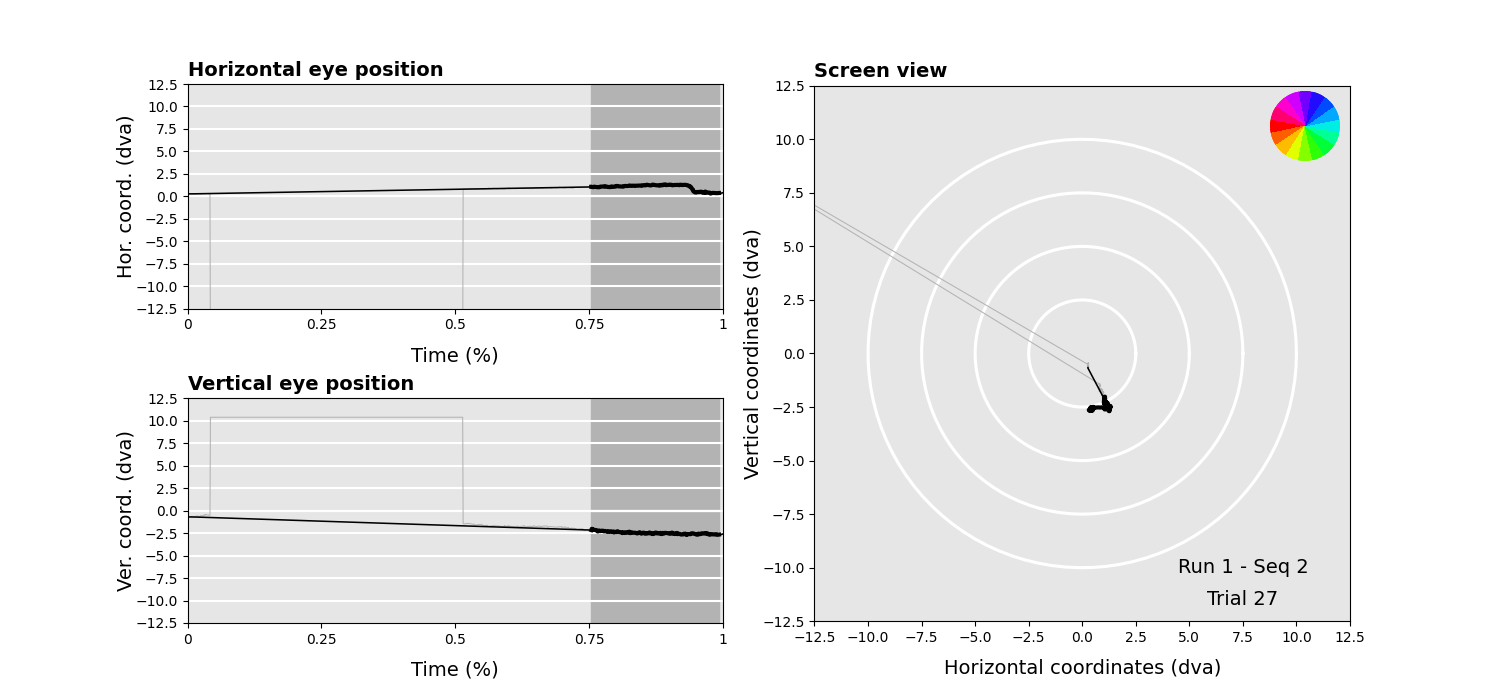 Horizontal eye position
Hor. coord. (dva)
12.5
10.0
7.5
5.0
2.5
0.0
−2.5
−5.0
−7.5
−10.0
−12.5
0 0.25 0.5 0.75 1
Time (%)
Vertical eye position
Ver. coord. (dva)
12.5
10.0
7.5
5.0
2.5
0.0
−2.5
−5.0
−7.5
−10.0
−12.5
0 0.25 0.5 0.75 1
Time (%)
Screen view
Vertical coordinates (dva)
12.5
10.0
7.5
5.0
2.5
0.0
−2.5
−5.0
−7.5
−10.0
−12.5
Run 1 - Seq 2
Trial 27
−12.5 −10.0 −7.5 −5.0 −2.5 0.0 2.5 5.0 7.5 10.0 12.5
Horizontal coordinates (dva)